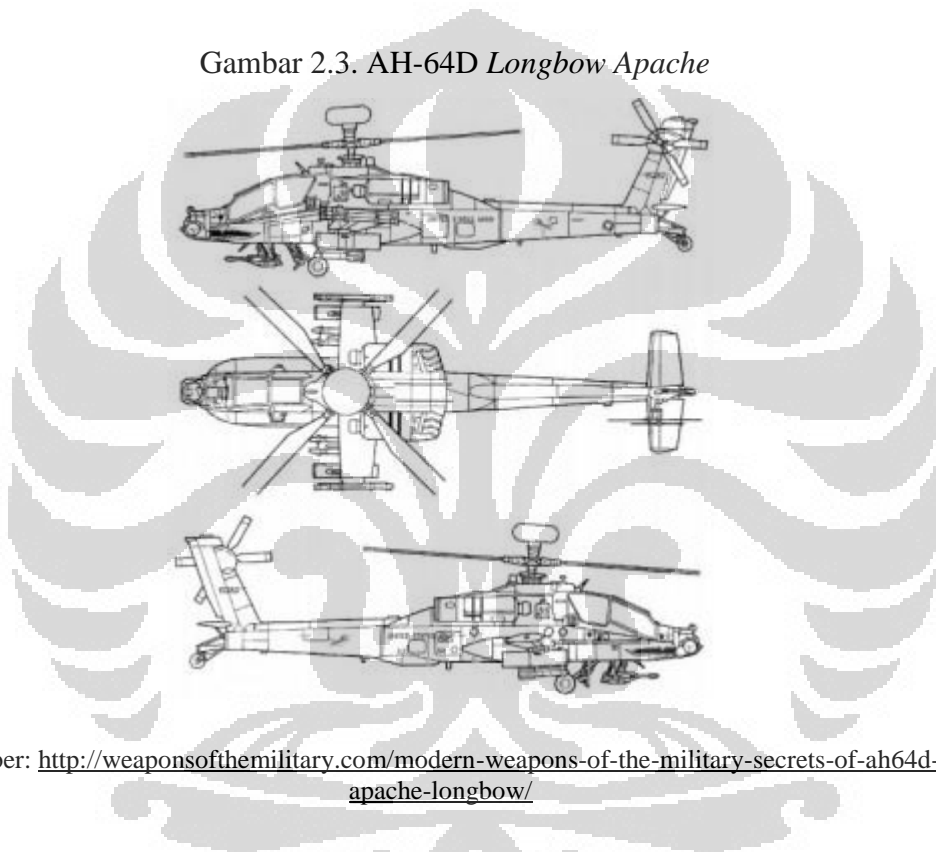 Gambar 2.3. AH-64D Longbow Apache
ber: http://weaponsofthemilitary.com/modern-weapons-of-the-military-secrets-of-ah64d-
apache-longbow/